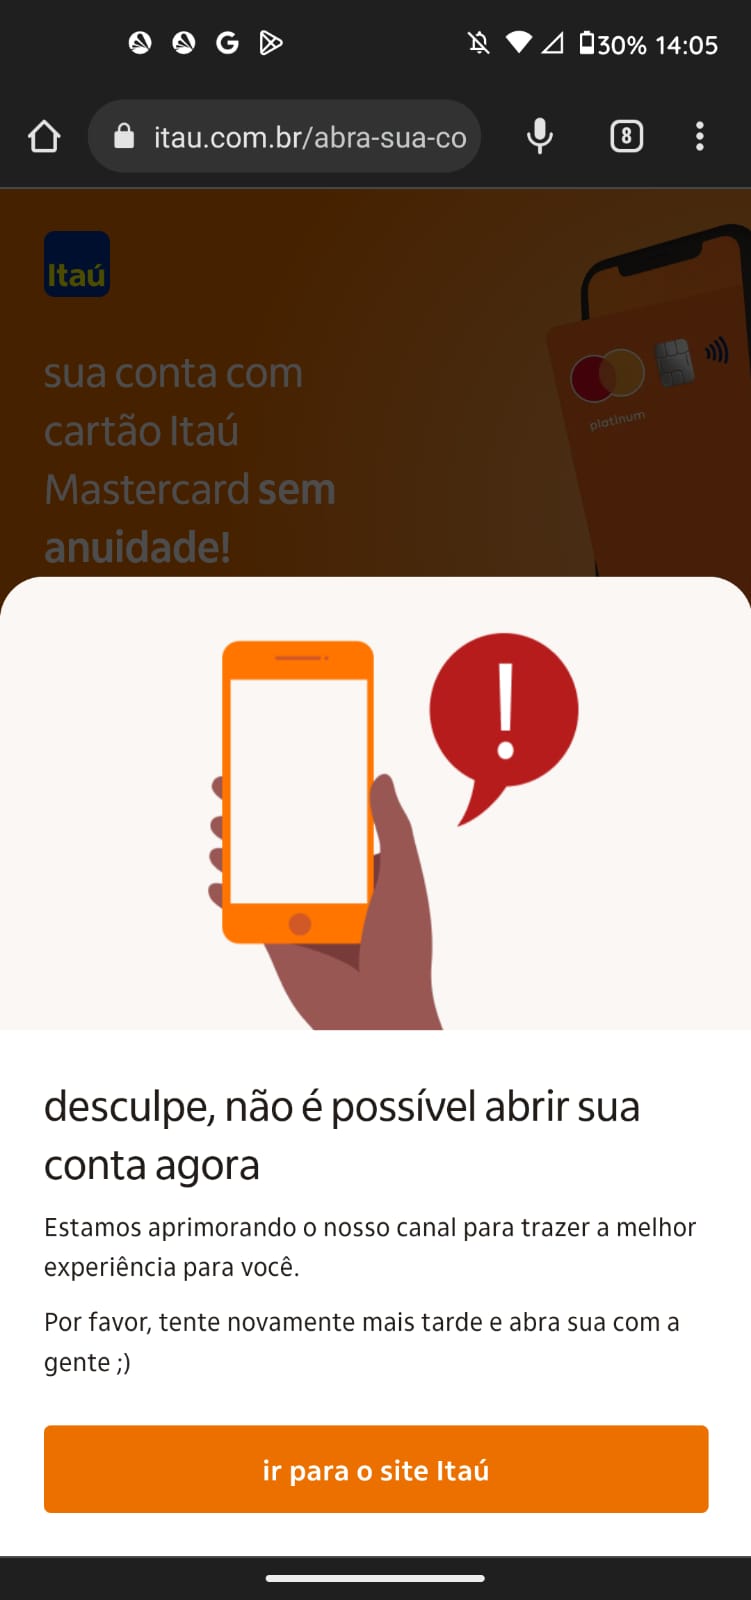 30% 14:05
itau.com.br/abra-sua-co
8
Itaú
sua conta com
cartão Itaú
Mastercard sem
anuidade!
platinum
desculpe, não é possível abrir sua
conta agora
Estamos aprimorando o nosso canal para trazer a melhor
experiência para você.
Por favor, tente novamente mais tarde e abra sua com a
gente ;)
ir para o site Itaú